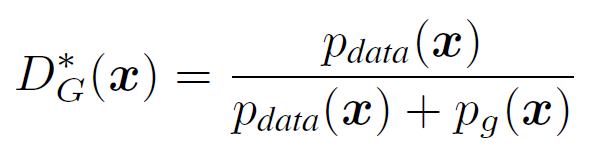 D*_G(x) = p_data(x) / (p_data(x) + p_g(x))